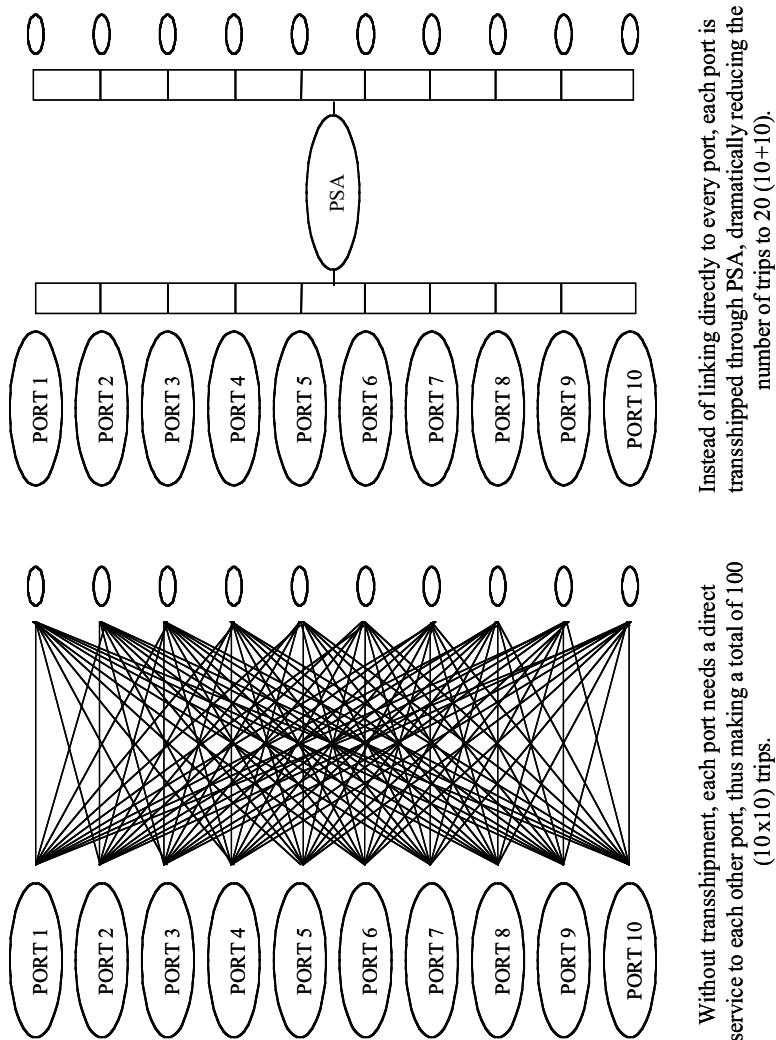 PORT 1
PORT 2
PORT 3
PORT 4
PORT 5
PORT 6
PORT 7
PORT 8
PORT 9
PORT 10
Without transshipment, each port needs a direct
service to each other port, thus making a total of 100
(10x10) trips.
PORT 1
PORT 2
PORT 3
PORT 4
PORT 5
PORT 6
PORT 7
PORT 8
PORT 9
PORT 10
PSA
Instead of linking directly to every port, each port is
transshipped through PSA, dramatically reducing the
number of trips to 20 (10+10).